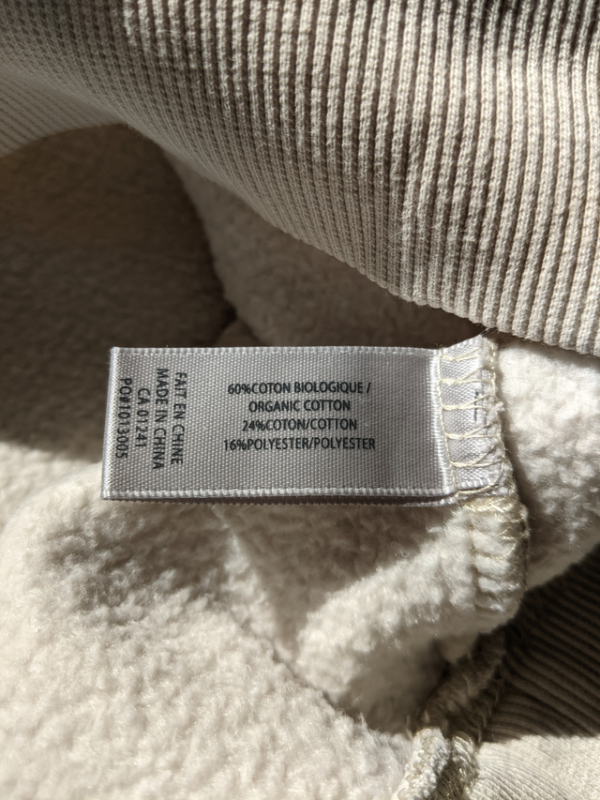 60%COTON BIOLOGIQUE /
ORGANIC COTTON
24%COTON/COTTON
16%POLYESTER/POLYESTER
FAIT EN CHINE
MADE IN CHINA
CA 01241
PO#1013005